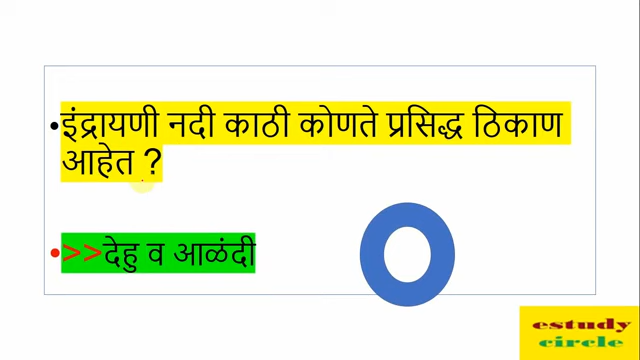 •इंद्रायणी नदी काठी कोणते प्रसिद्ध ठिकाण
आहेत ?
•>>देहु व आळंदी
estudy
circle